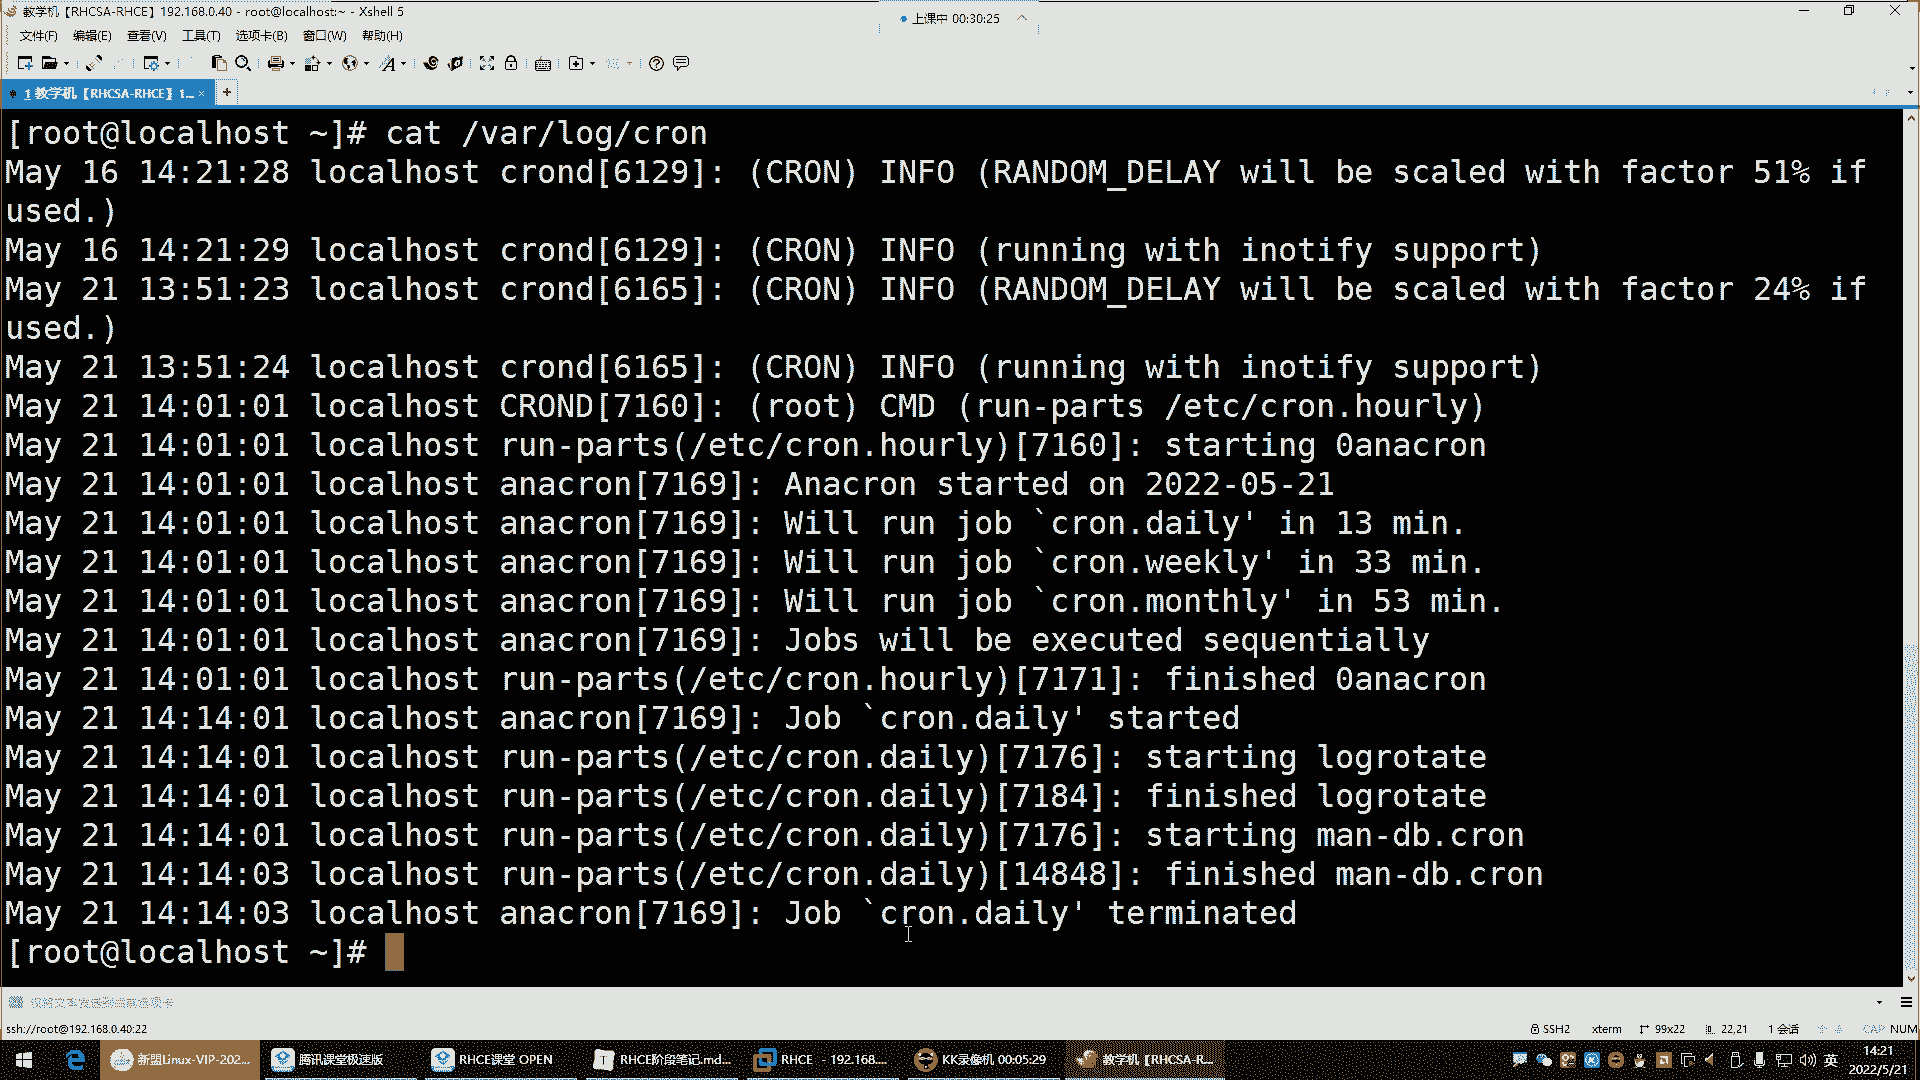 教学机【RHCSA-RHCE】192.168.0.40 - root@localhost:~ - Xshell 5
上课中 00:30:25
文件(F) 编辑(E) 查看(V) 工具(T) 选项卡(B) 窗口(W) 帮助(H)
1 教学机【RHCSA-RHCE】1... × +
[root@localhost ~]# cat /var/log/cron
May 16 14:21:28 localhost crond[6129]: (CRON) INFO (RANDOM_DELAY will be scaled with factor 51% if
used.)
May 16 14:21:29 localhost crond[6129]: (CRON) INFO (running with inotify support)
May 21 13:51:23 localhost crond[6165]: (CRON) INFO (RANDOM_DELAY will be scaled with factor 24% if
used.)
May 21 13:51:24 localhost crond[6165]: (CRON) INFO (running with inotify support)
May 21 14:01:01 localhost CROND[7160]: (root) CMD (run-parts /etc/cron.hourly)
May 21 14:01:01 localhost run-parts(/etc/cron.hourly)[7160]: starting 0anacron
May 21 14:01:01 localhost anacron[7169]: Anacron started on 2022-05-21
May 21 14:01:01 localhost anacron[7169]: Will run job `cron.daily' in 13 min.
May 21 14:01:01 localhost anacron[7169]: Will run job `cron.weekly' in 33 min.
May 21 14:01:01 localhost anacron[7169]: Will run job `cron.monthly' in 53 min.
May 21 14:01:01 localhost anacron[7169]: Jobs will be executed sequentially
May 21 14:01:01 localhost run-parts(/etc/cron.hourly)[7171]: finished 0anacron
May 21 14:14:01 localhost anacron[7169]: Job `cron.daily' started
May 21 14:14:01 localhost run-parts(/etc/cron.daily)[7176]: starting logrotate
May 21 14:14:01 localhost run-parts(/etc/cron.daily)[7184]: finished logrotate
May 21 14:14:01 localhost run-parts(/etc/cron.daily)[7176]: starting man-db.cron
May 21 14:14:03 localhost run-parts(/etc/cron.daily)[14848]: finished man-db.cron
May 21 14:14:03 localhost anacron[7169]: Job `cron.daily' terminated
[root@localhost ~]#
ssh://root@192.168.0.40:22 SSH2 xterm 99x22 22,21 1 会话 CAP NUM
新盟Linux-VIP-202... 腾讯课堂极速版 RHCE课堂 OPEN RHCE阶段笔记.md... RHCE - 192.168.... KK录像机 00:05:29 教学机【RHCSA-R... 英 14:21
2022/5/21